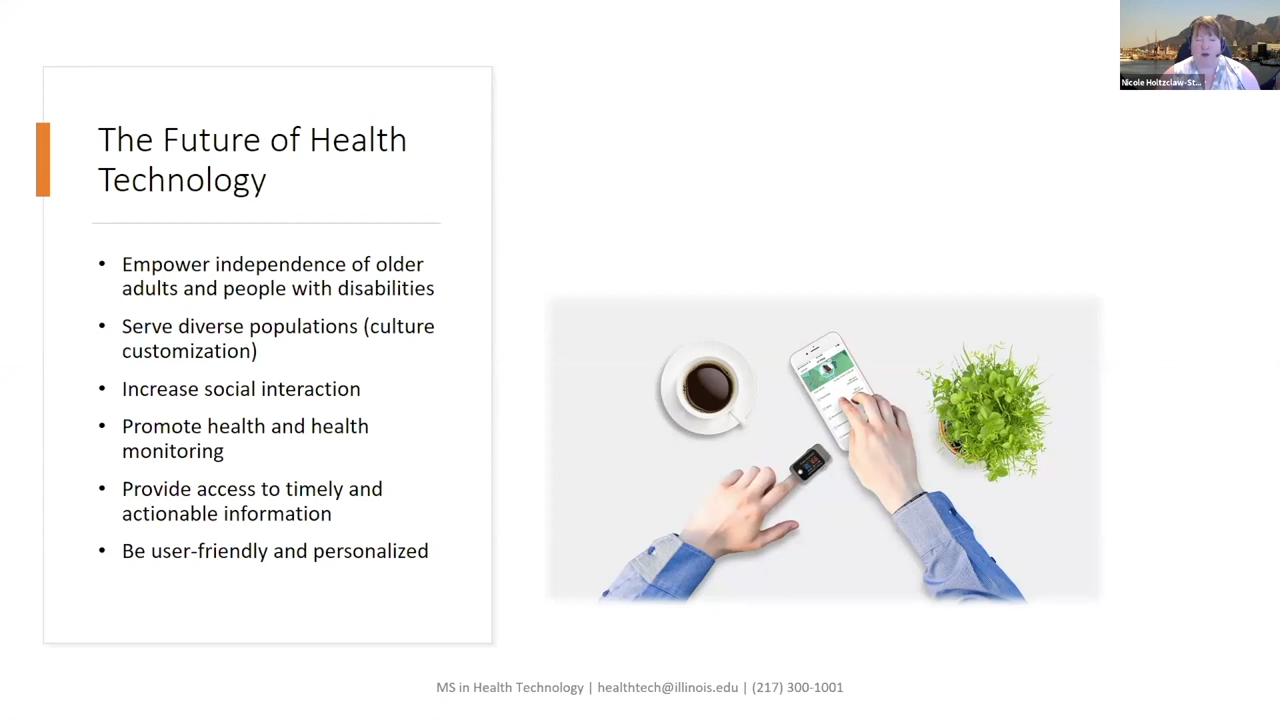 Nicole Holtzclaw-St...
The Future of Health
Technology
• Empower independence of older
adults and people with disabilities
• Serve diverse populations (culture
customization)
• Increase social interaction
• Promote health and health
monitoring
• Provide access to timely and
actionable information
• Be user-friendly and personalized
MS in Health Technology | healthtech@illinois.edu | (217) 300-1001